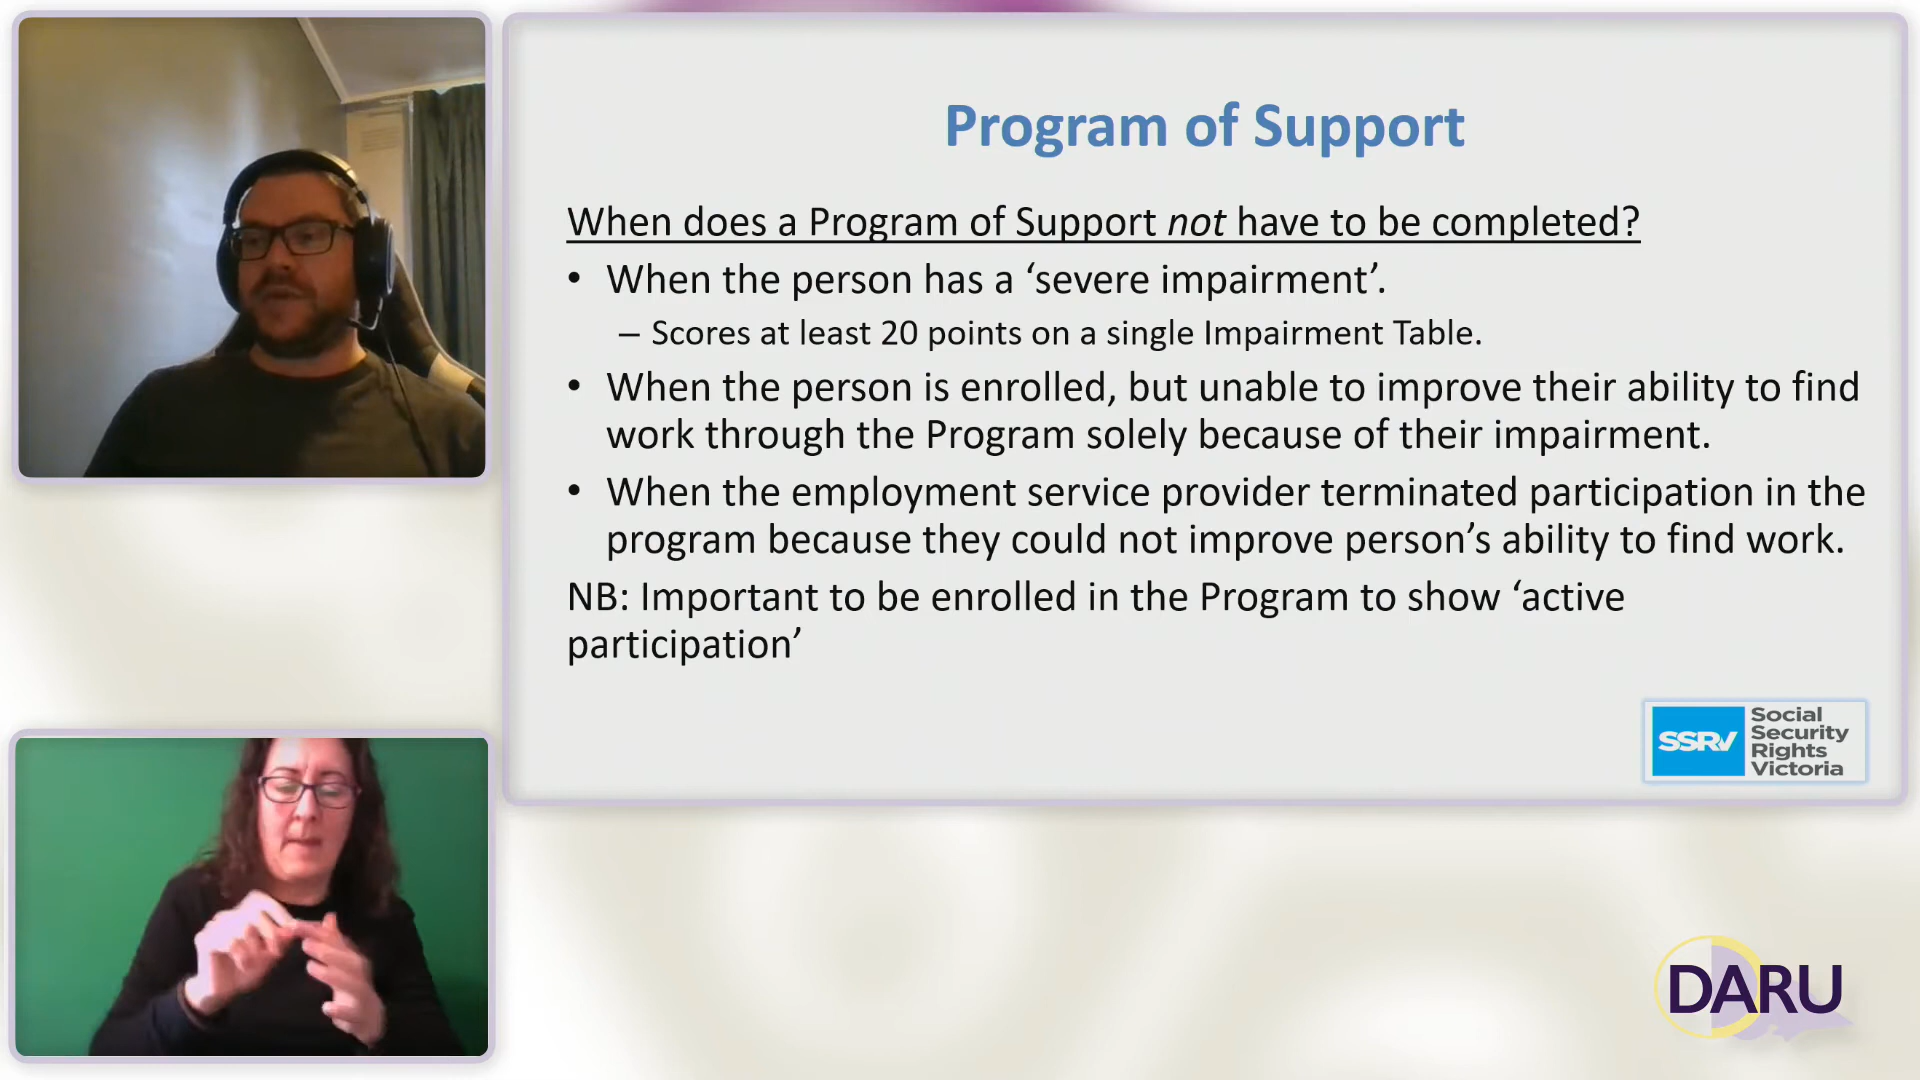 Program of Support
When does a Program of Support not have to be completed?
• When the person has a ‘severe impairment’.
– Scores at least 20 points on a single Impairment Table.
• When the person is enrolled, but unable to improve their ability to find
work through the Program solely because of their impairment.
• When the employment service provider terminated participation in the
program because they could not improve person’s ability to find work.
NB: Important to be enrolled in the Program to show ‘active
participation’
SSRV
Social
Security
Rights
Victoria
DARU